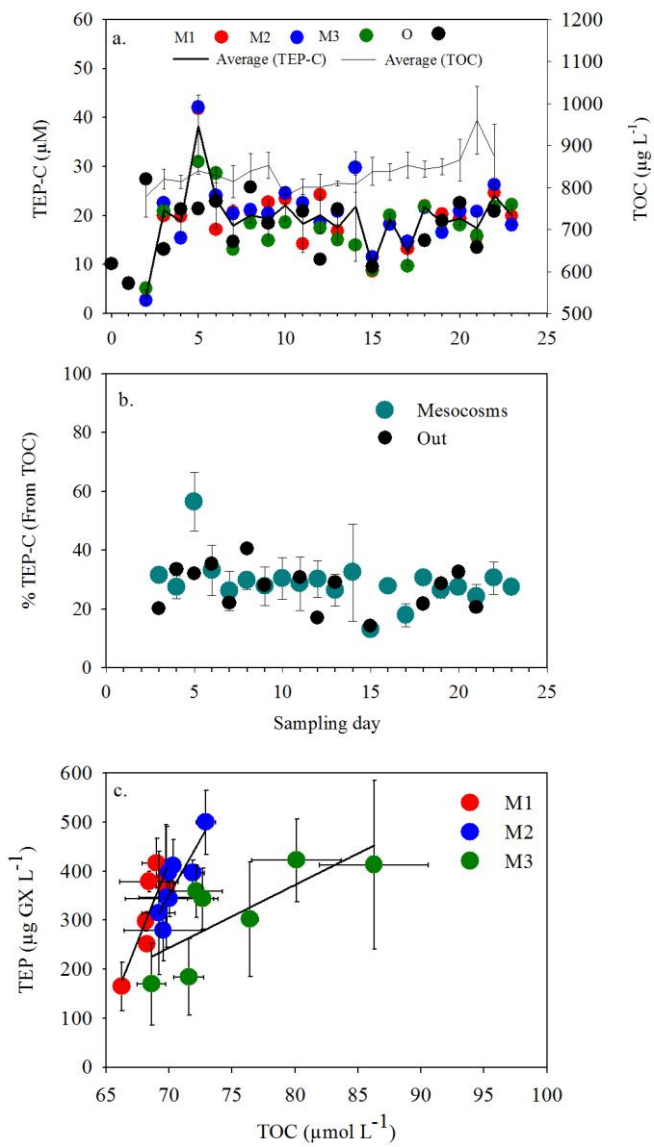 60
50
40
30
20
10
0
TEP-C (µM)
a.
M1 M2 M3 O
Average (TEP-C) Average (TOC)
1200
1100
1000
900
800
700
600
500
TOC (µg L-1)
0 5 10 15 20 25
100
80
60
40
20
0
% TEP-C (From TOC)
b.
Mesocosms
Out
0 5 10 15 20 25
Sampling day
600
500
400
300
200
100
0
TEP (µg GX L-1)
c.
M1
M2
M3
65 70 75 80 85 90 95 100
TOC (µmol L-1)